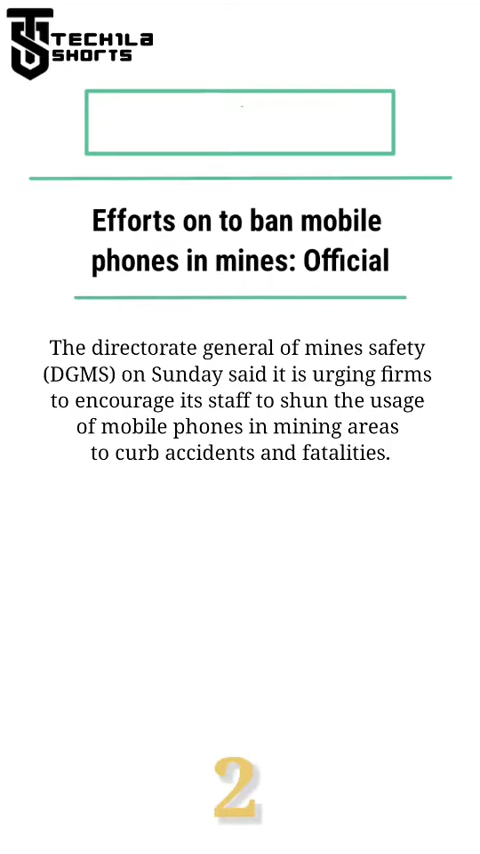 TECH1LA
SHORTS
Efforts on to ban mobile
phones in mines: Official
The directorate general of mines safety
(DGMS) on Sunday said it is urging firms
to encourage its staff to shun the usage
of mobile phones in mining areas
to curb accidents and fatalities.
2